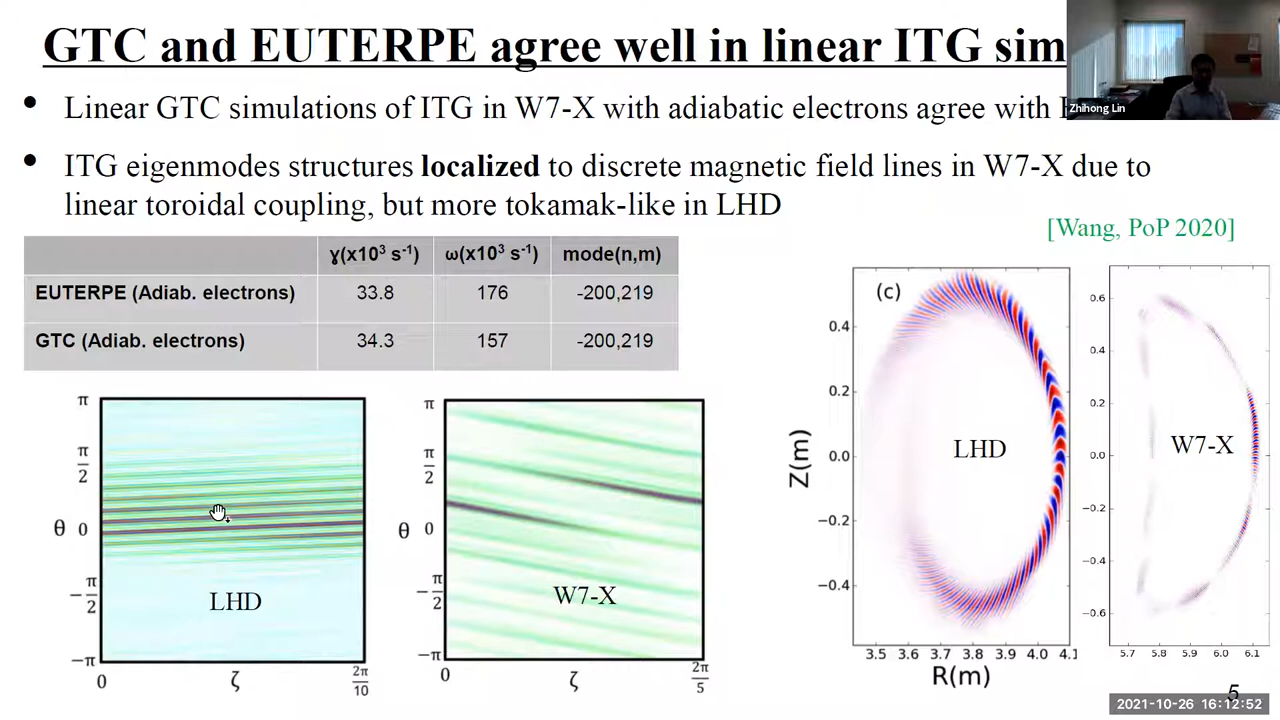 GTC and EUTERPE agree well in linear ITG sim
Zhihong Lin
• Linear GTC simulations of ITG in W7-X with adiabatic electrons agree with
• ITG eigenmodes structures localized to discrete magnetic field lines in W7-X due to
linear toroidal coupling, but more tokamak-like in LHD
[Wang, PoP 2020]
γ(x10³ s⁻¹) ω(x10³ s⁻¹) mode(n,m)
EUTERPE (Adiab. electrons) 33.8 176 -200,219
GTC (Adiab. electrons) 34.3 157 -200,219
π
π/2
θ 0
−π/2
−π
0 ζ 2π/10
LHD
π
π/2
θ 0
−π/2
−π
0 ζ 2π/5
W7-X
(c)
0.4
0.2
0.0
−0.2
−0.4
Z(m)
LHD
3.5 3.6 3.7 3.8 3.9 4.0 4.1
R(m)
0.6
0.4
0.2
0.0
−0.2
−0.4
−0.6
W7-X
5.7 5.8 5.9 6.0 6.1
5
2021-10-26 16:12:52